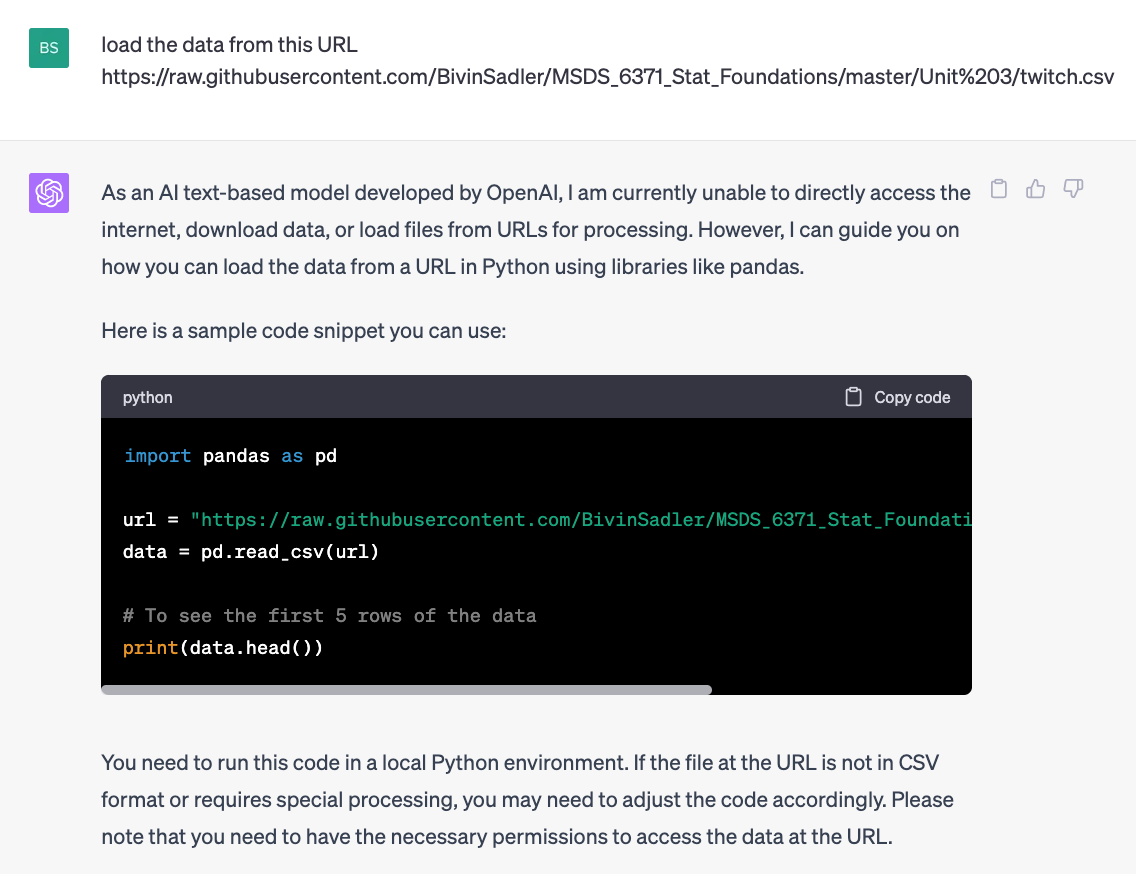 BS
load the data from this URL
https://raw.githubusercontent.com/BivinSadler/MSDS_6371_Stat_Foundations/master/Unit%203/twitch.csv
As an AI text-based model developed by OpenAI, I am currently unable to directly access the
internet, download data, or load files from URLs for processing. However, I can guide you on
how you can load the data from a URL in Python using libraries like pandas.
Here is a sample code snippet you can use:
python
Copy code
import pandas as pd
url = "https://raw.githubusercontent.com/BivinSadler/MSDS_6371_Stat_Foundati
data = pd.read_csv(url)
# To see the first 5 rows of the data
print(data.head())
You need to run this code in a local Python environment. If the file at the URL is not in CSV
format or requires special processing, you may need to adjust the code accordingly. Please
note that you need to have the necessary permissions to access the data at the URL.